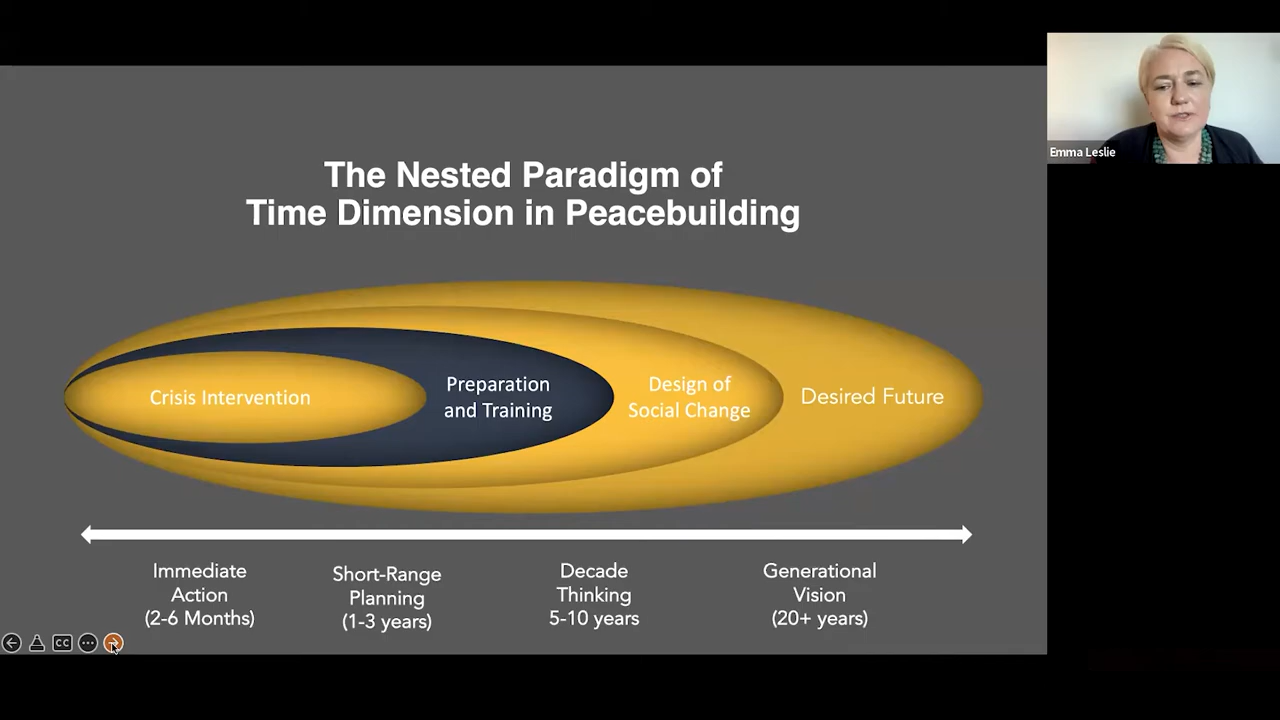 The Nested Paradigm of
Time Dimension in Peacebuilding
Emma Leslie
Crisis Intervention
Preparation
and Training
Design of
Social Change
Desired Future
Immediate
Action
(2-6 Months)
Short-Range
Planning
(1-3 years)
Decade
Thinking
5-10 years
Generational
Vision
(20+ years)
CC